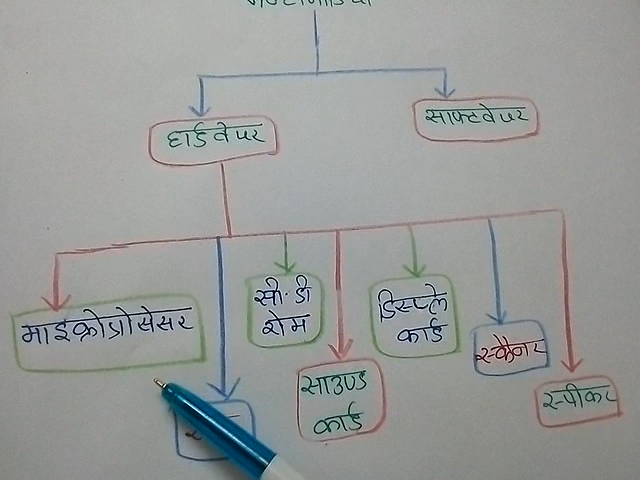 हार्डवेयर
साफ्टवेयर
माइक्रोप्रोसेसर
सी.डी
रोम
साउण्ड
कार्ड
डिस्प्ले
कार्ड
स्कैनर
स्पीकर